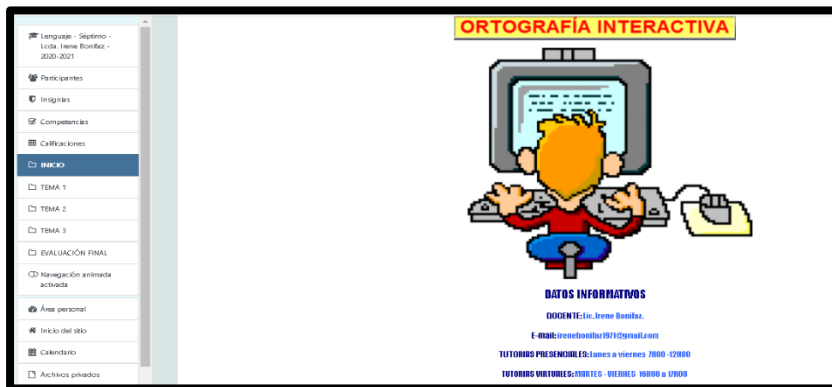 Lenguaje - Séptimo -
Lcda. Irene Bonifaz -
2020-2021
Participantes
Insignias
Competencias
Calificaciones
INICIO
TEMA 1
TEMA 2
TEMA 3
EVALUACIÓN FINAL
Navegación animada
activada
Área personal
Inicio del sitio
Calendario
Archivos privados
ORTOGRAFÍA INTERACTIVA
DATOS INFORMATIVOS
DOCENTE: Lic. Irene Bonifaz.
E-mail: irenebonifaz1971@gmail.com
TUTORIAS PRESENCIALES: Lunes a viernes 7H00 -12H00
TUTORIAS VIRTUALES: MARTES - VIERNES 16H00 a 17H00